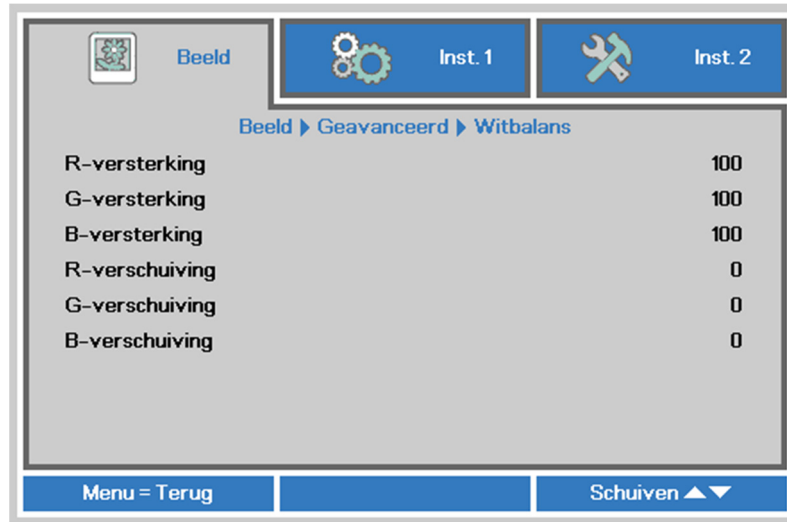 Beeld
Inst. 1
Inst. 2
Beeld Geavanceerd Witbalans
R-versterking 100
G-versterking 100
B-versterking 100
R-verschuiving 0
G-verschuiving 0
B-verschuiving 0
Menu = Terug
Schuiven